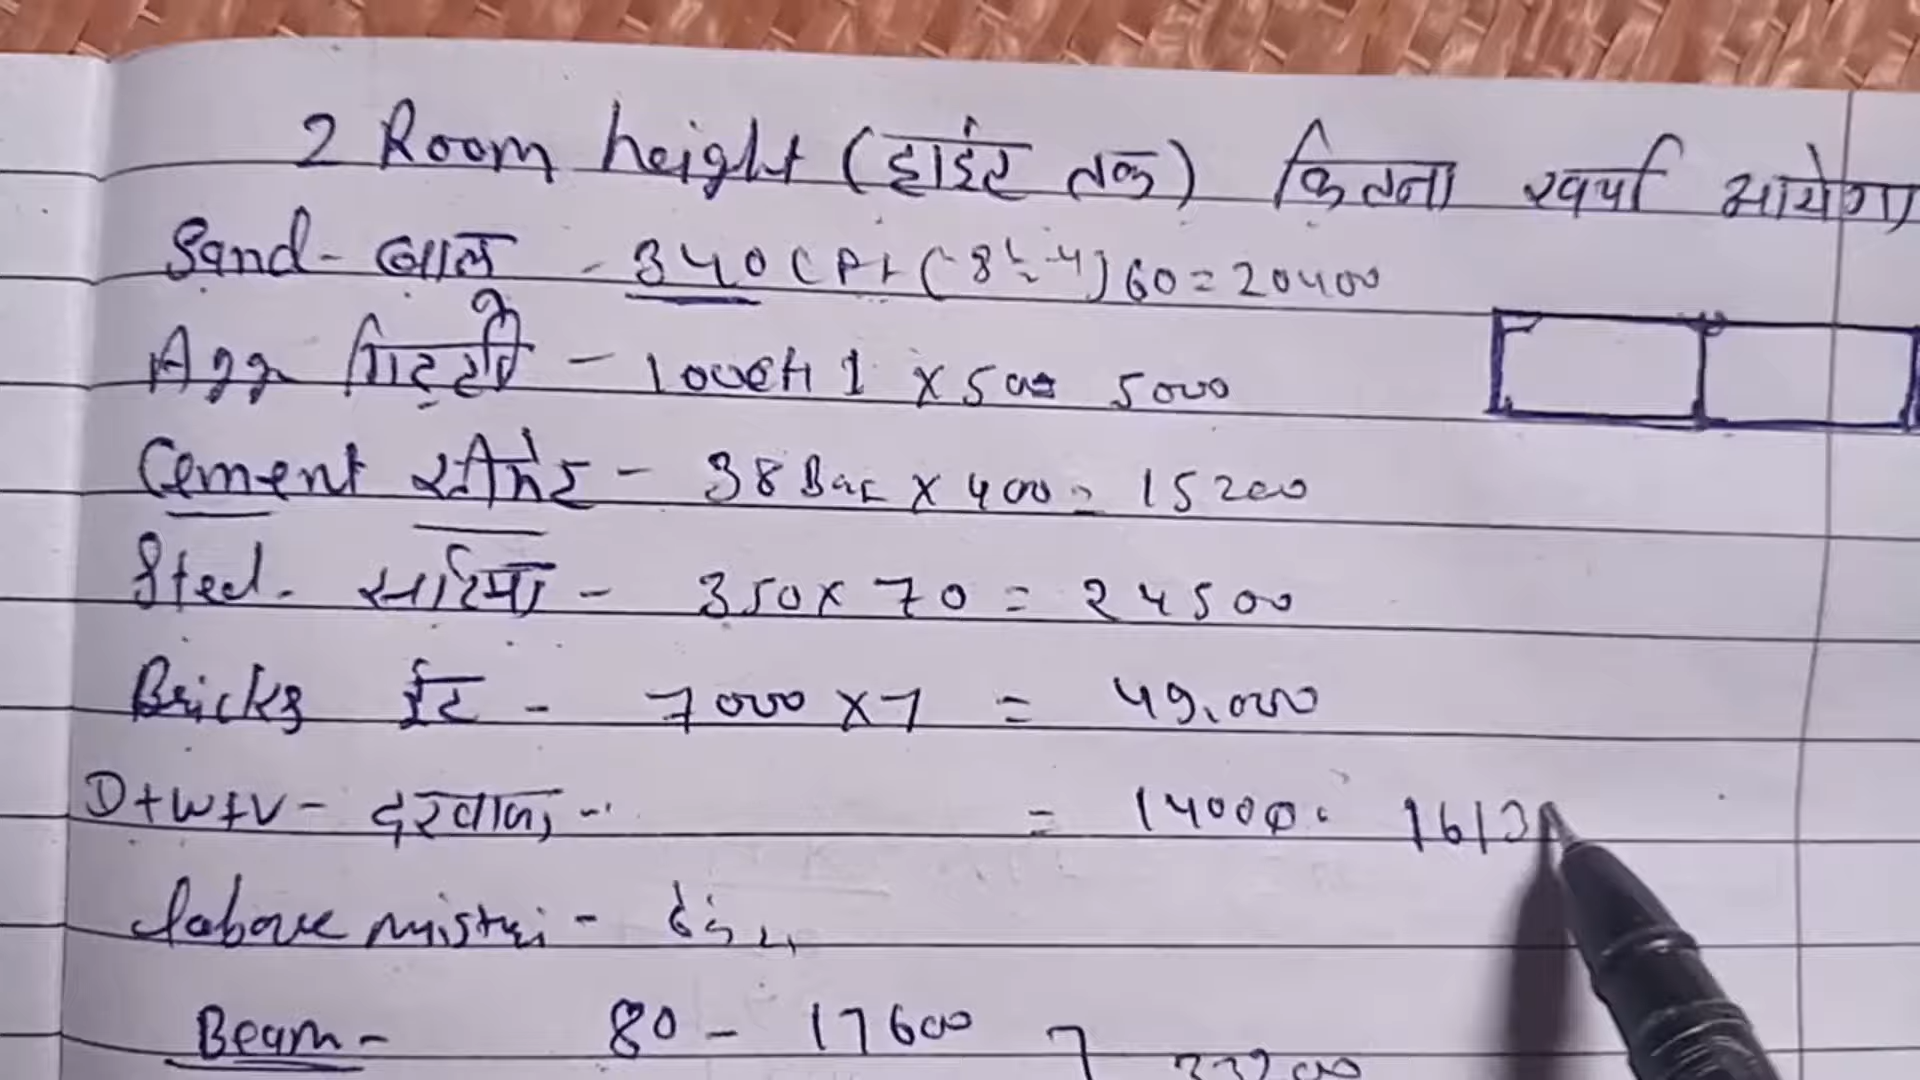 2 Room height (हाईट तक) कितना खर्चा आयेगा
Sand - बालू - 340 CFt (-8 -4) 60 = 20400
Agg गिट्टी - 100Cft 1 x 50 = 5000
Cement सीमेंट - 38 Bag x 400 = 15200
Steel - सरिया - 350 x 70 = 24500
Bricks ईंट - 7000 x 7 = 49,000
D+W+V - दरवाजा - = 14000 1613
labour mistri -
Beam - 80 - 17600
33200